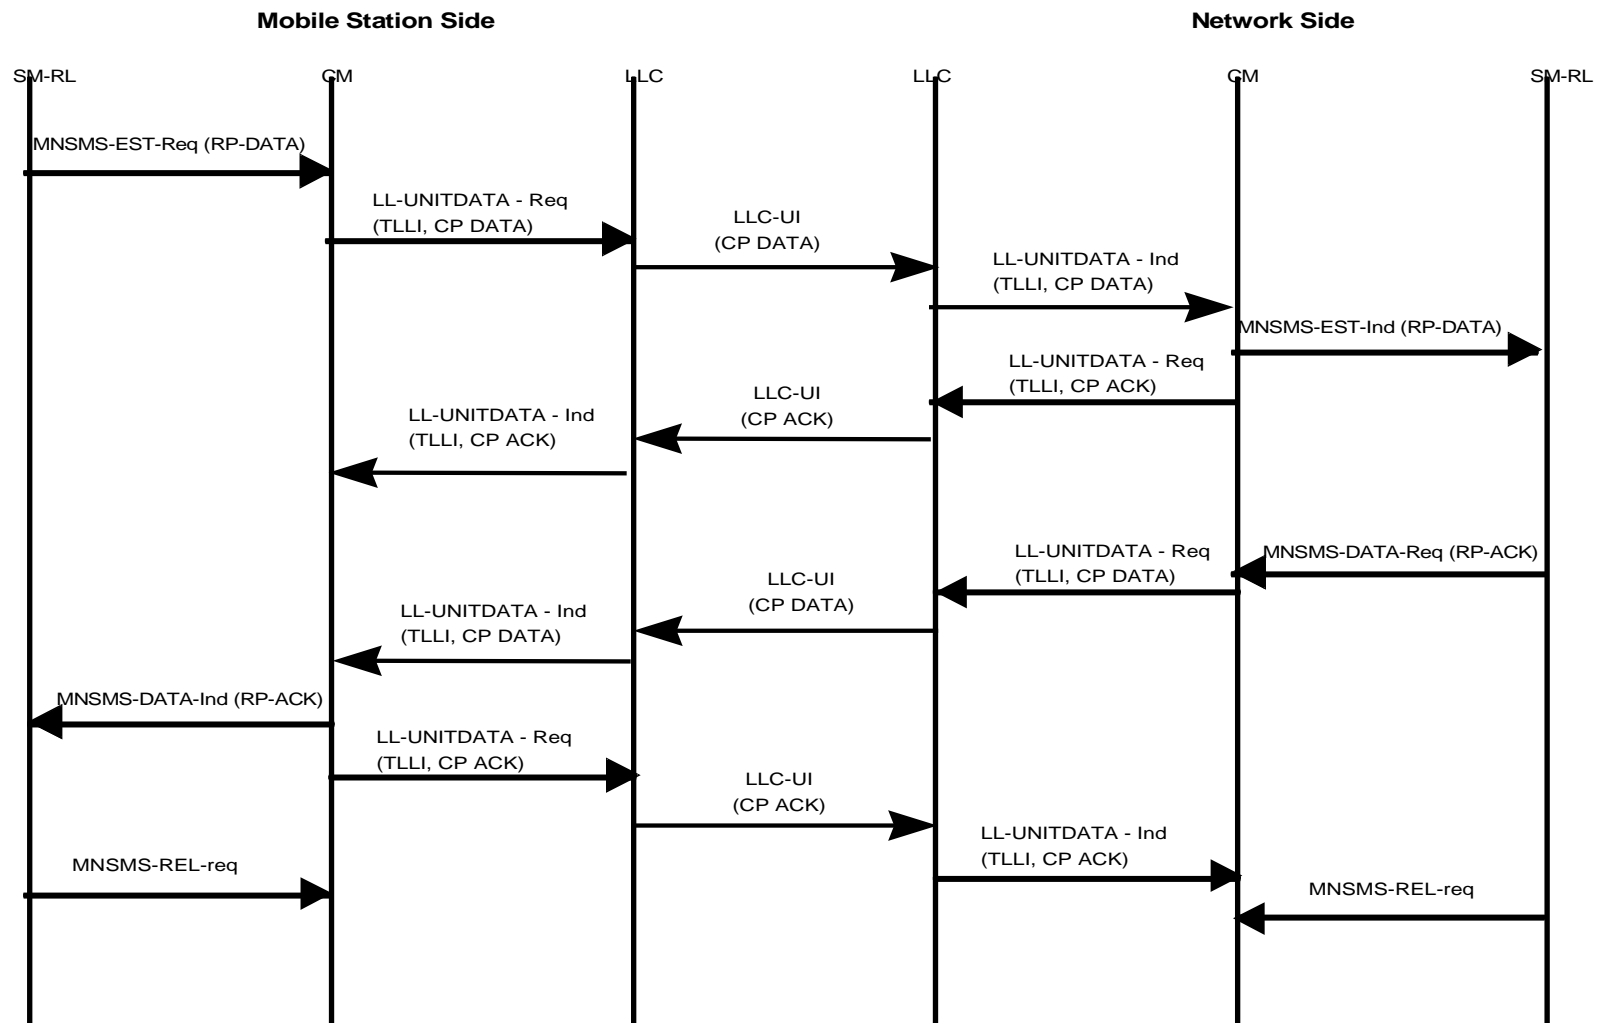 Mobile Station Side
Network Side
SM-RL
CM
LLC
LLC
CM
SM-RL
MNSMS-EST-Req (RP-DATA)
LL-UNITDATA - Req
(TLLI, CP DATA)
LLC-UI
(CP DATA)
LL-UNITDATA - Ind
(TLLI, CP DATA)
MNSMS-EST-Ind (RP-DATA)
LL-UNITDATA - Req
(TLLI, CP ACK)
LLC-UI
(CP ACK)
LL-UNITDATA - Ind
(TLLI, CP ACK)
MNSMS-DATA-Req (RP-ACK)
LL-UNITDATA - Req
(TLLI, CP DATA)
LLC-UI
(CP DATA)
LL-UNITDATA - Ind
(TLLI, CP DATA)
MNSMS-DATA-Ind (RP-ACK)
LL-UNITDATA - Req
(TLLI, CP ACK)
LLC-UI
(CP ACK)
LL-UNITDATA - Ind
(TLLI, CP ACK)
MNSMS-REL-req
MNSMS-REL-req